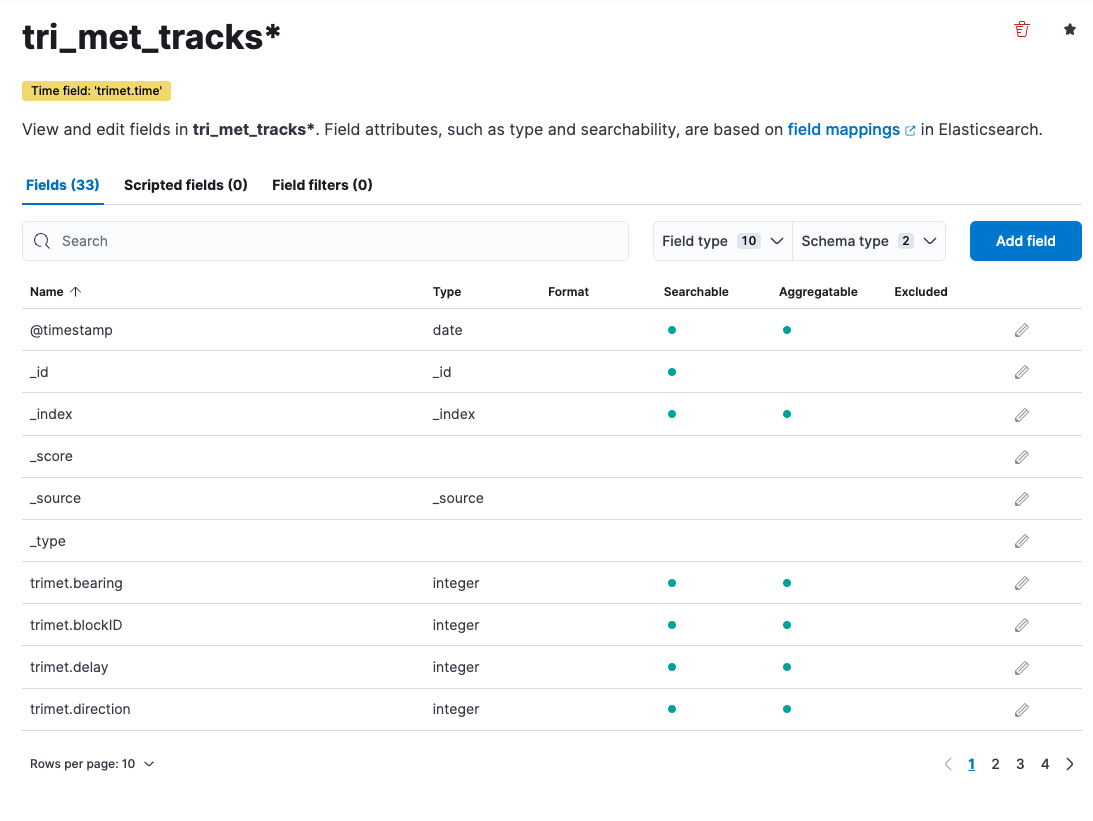 tri_met_tracks*
Time field: 'trimet.time'
View and edit fields in tri_met_tracks*. Field attributes, such as type and searchability, are based on field mappings in Elasticsearch.
Fields (33) Scripted fields (0) Field filters (0)
Search Field type 10 Schema type 2 Add field
Name Type Format Searchable Aggregatable Excluded
@timestamp date
_id _id
_index _index
_score
_source _source
_type
trimet.bearing integer
trimet.blockID integer
trimet.delay integer
trimet.direction integer
Rows per page: 10 1 2 3 4